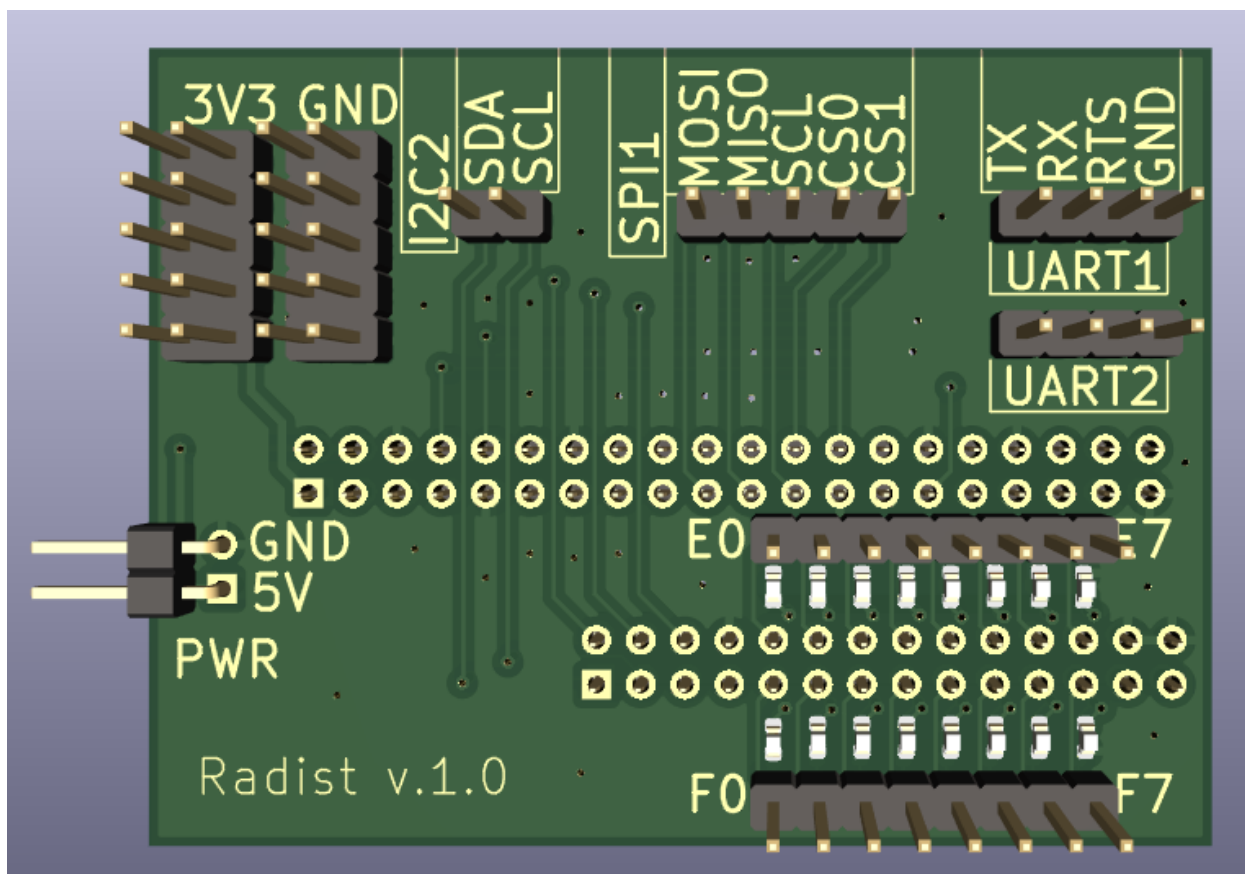 3V3 GND
I2C2
SDA
SCL
SPI1
MOSI
MISO
SCL
CS0
CS1
TX
RX
RTS
GND
UART1
UART2
GND
5V
PWR
E0
E7
F0
F7
Radist v.1.0